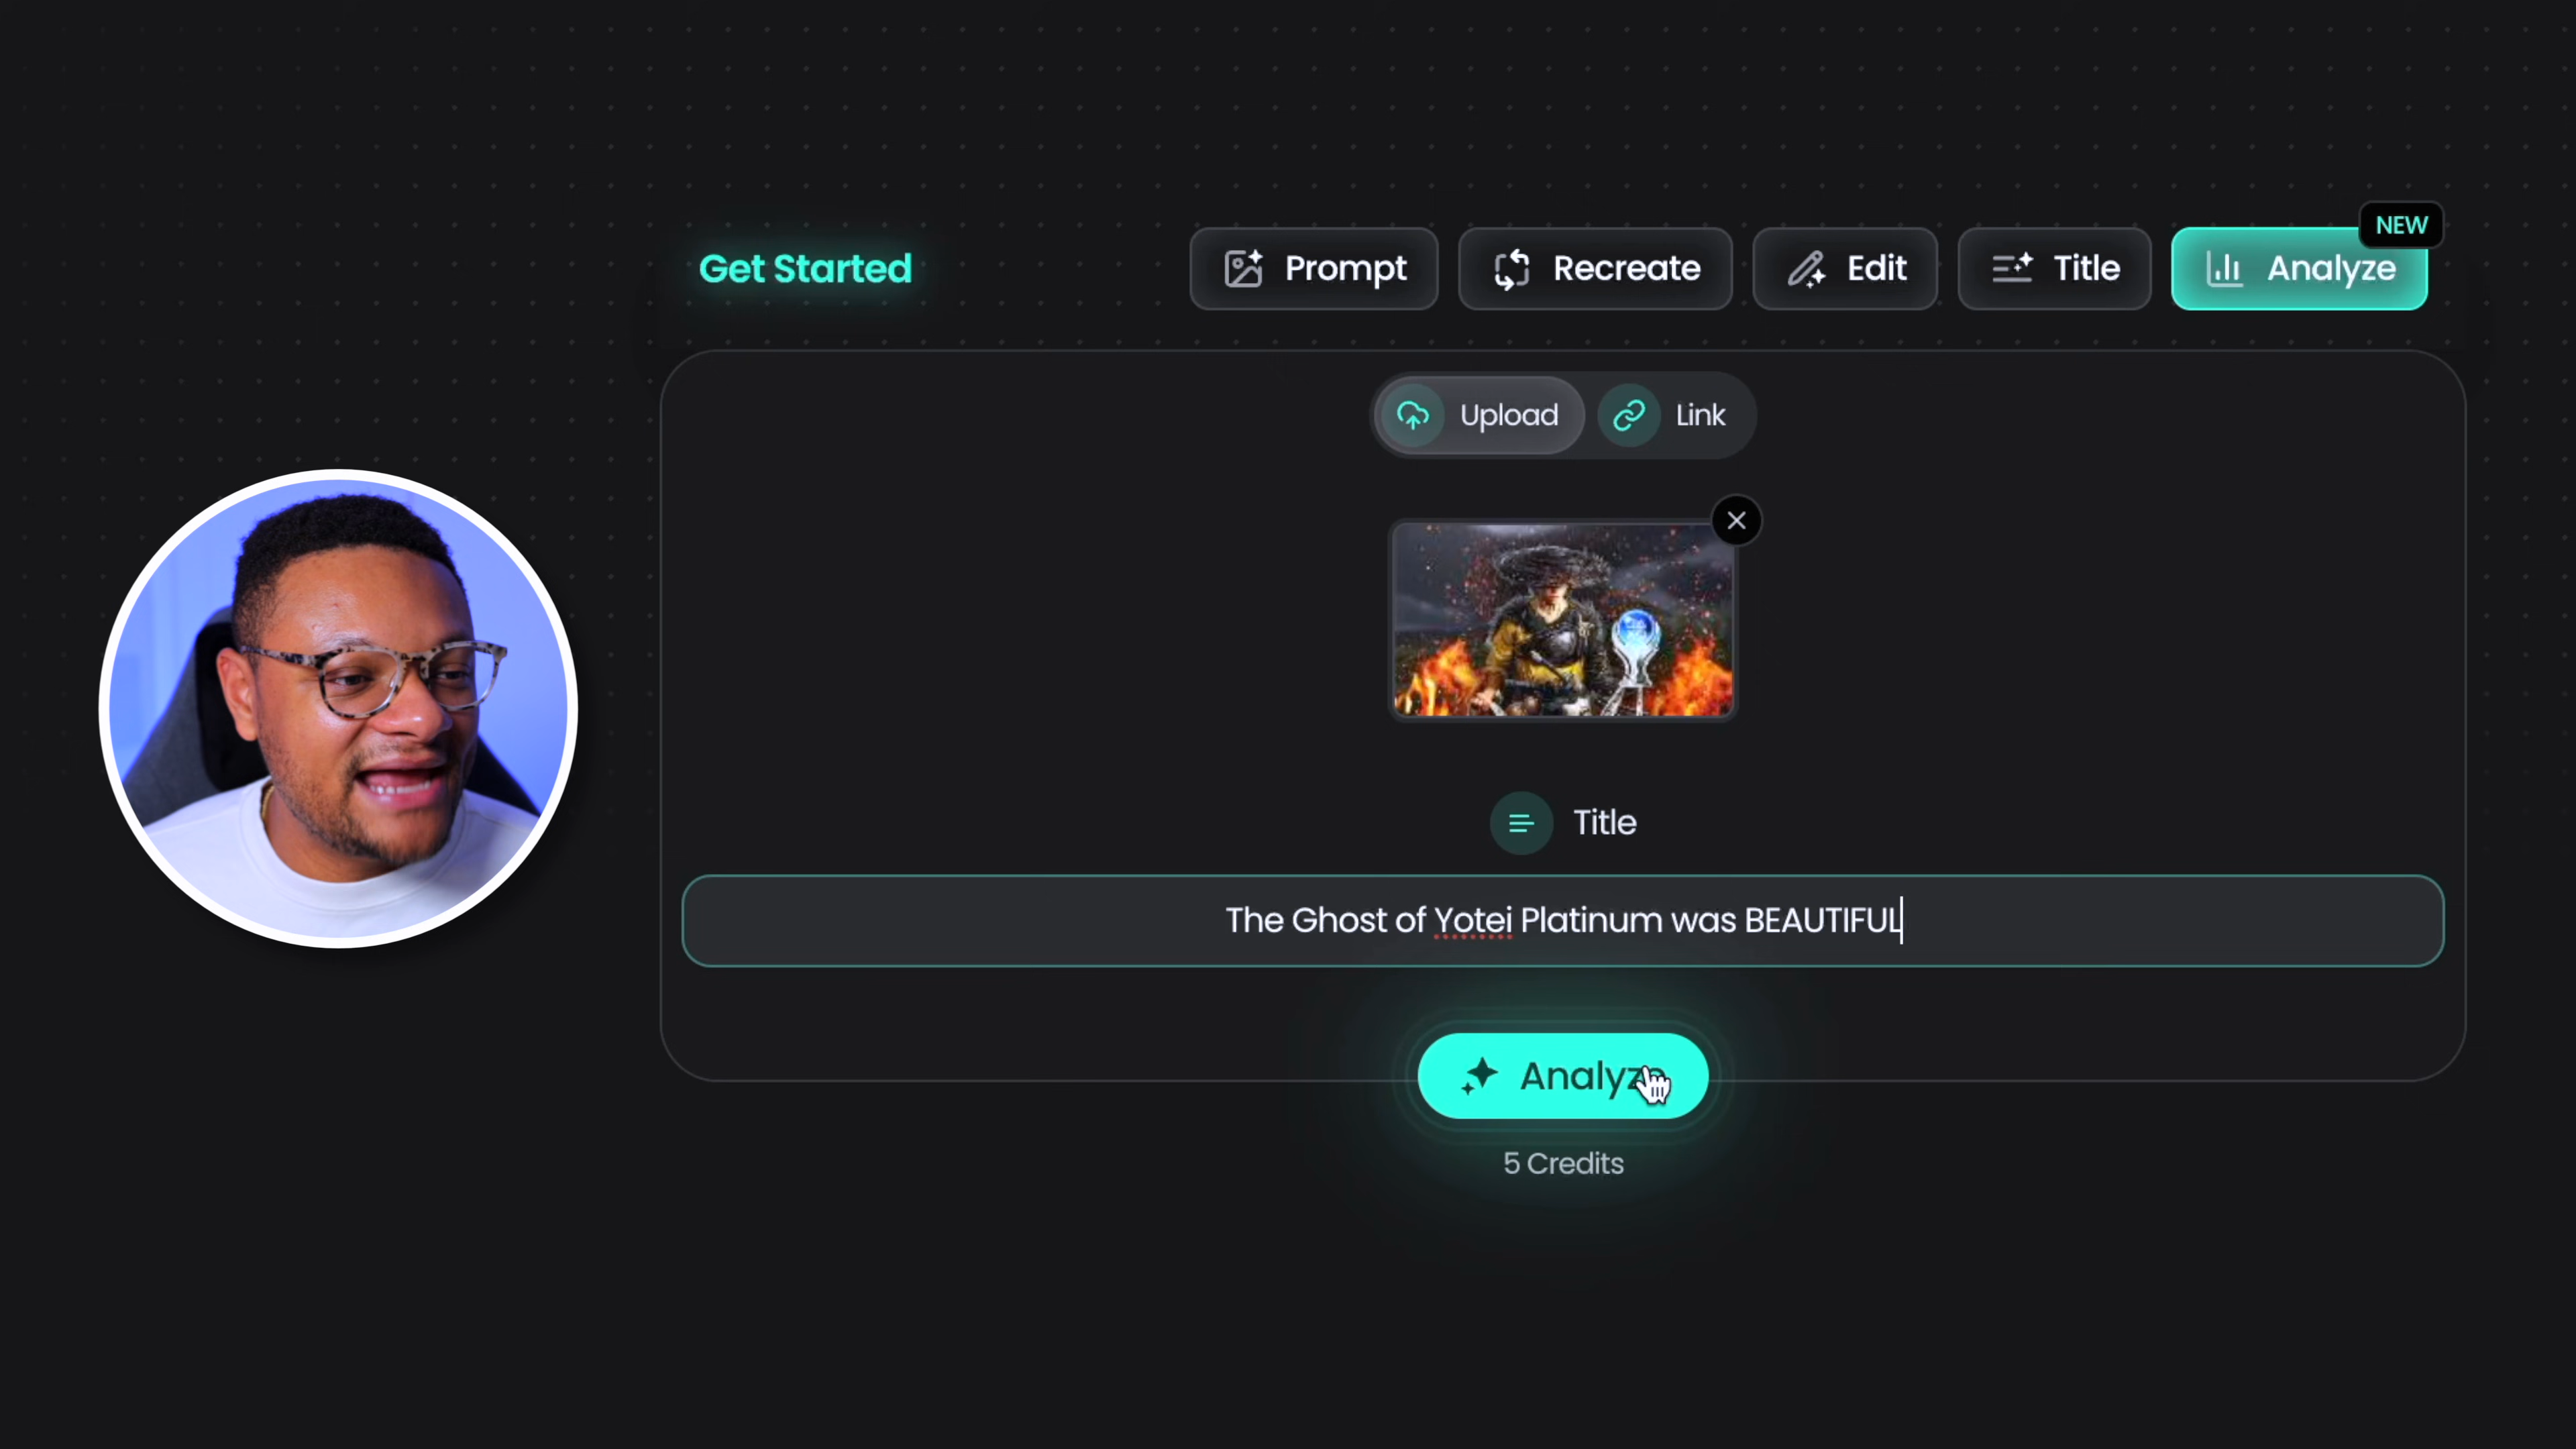 NEW
Get Started
Prompt
Recreate
Edit
Title
Analyze
Upload
Link
Title
The Ghost of Yotei Platinum was BEAUTIFUL
Analyze
5 Credits